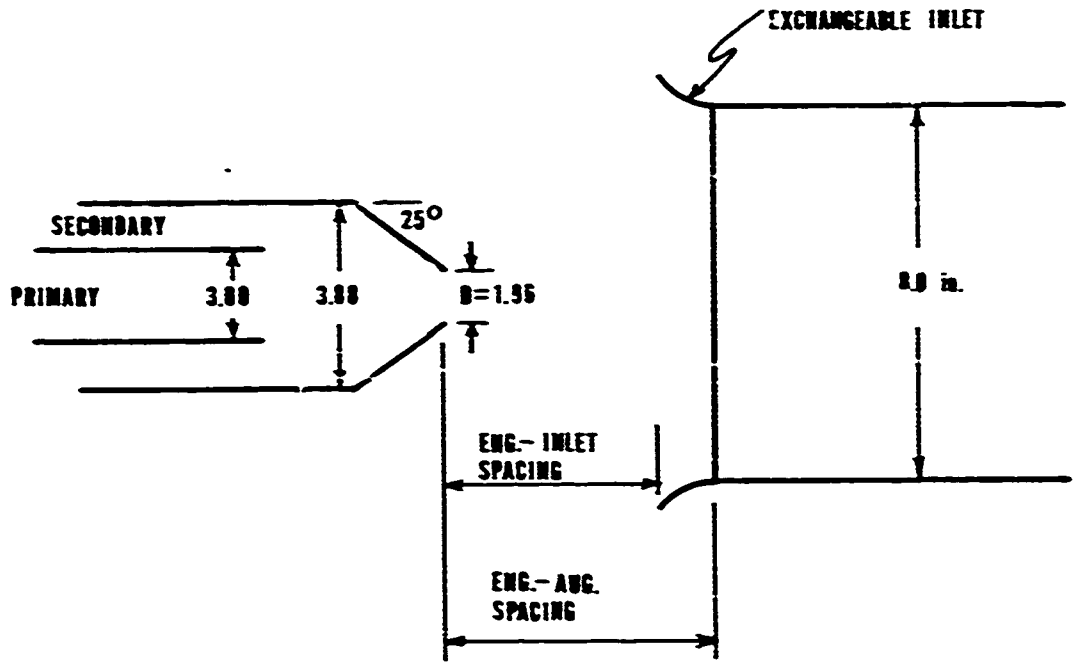 EXCHANGEABLE INLET
25°
SECONDARY
PRIMARY
3.88
D=1.95
ENG.- INLET
SPACING
ENG.- AUG.
SPACING